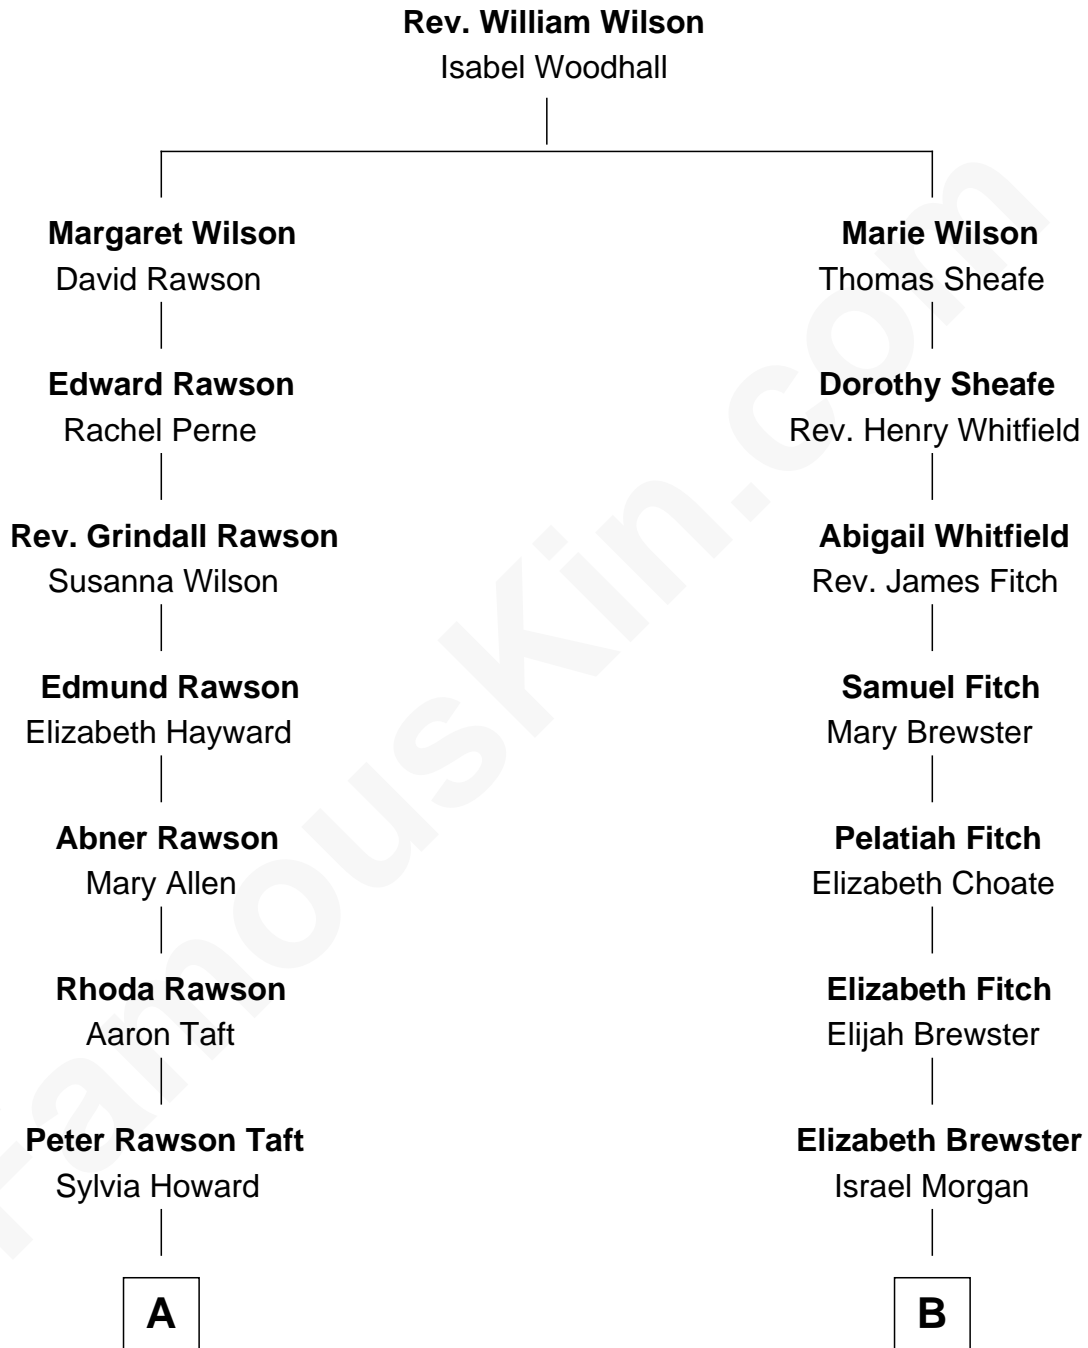 Rev. William Wilson
Isabel Woodhall
Margaret Wilson
David Rawson
Marie Wilson
Thomas Sheafe
Edward Rawson
Rachel Perne
Dorothy Sheafe
Rev. Henry Whitfield
Rev. Grindall Rawson
Susanna Wilson
Abigail Whitfield
Rev. James Fitch
Edmund Rawson
Elizabeth Hayward
Samuel Fitch
Mary Brewster
Abner Rawson
Mary Allen
Pelatiah Fitch
Elizabeth Choate
Rhoda Rawson
Aaron Taft
Elizabeth Fitch
Elijah Brewster
Peter Rawson Taft
Sylvia Howard
Elizabeth Brewster
Israel Morgan
A
B
FamousKin.com